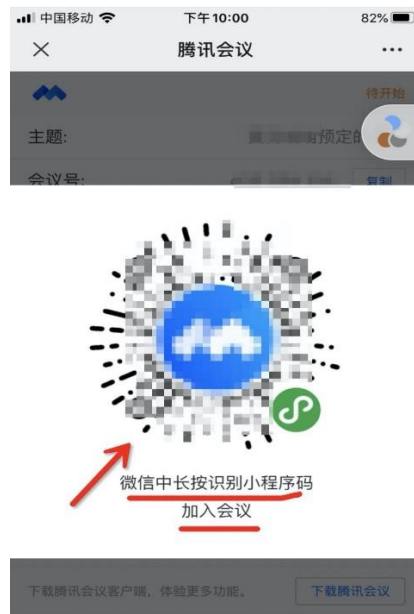 中国移动 下午10:00 82%
腾讯会议
待开始
主题: 预定的
会议号: 复制
微信中长按识别小程序码
加入会议
下载腾讯会议客户端，体验更多功能。 下载腾讯会议